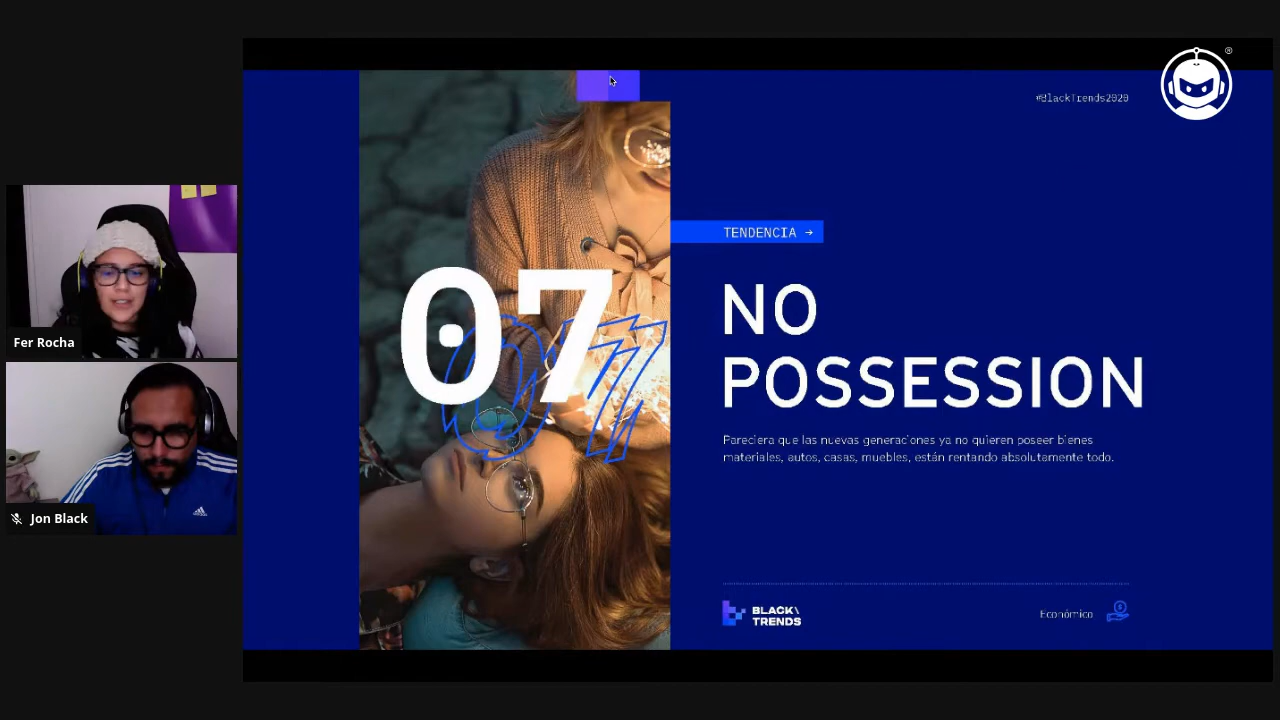 ®
#BlackTrends2020
TENDENCIA →
07
NO
POSSESSION
Pareciera que las nuevas generaciones ya no quieren poseer bienes
materiales, autos, casas, muebles, están rentando absolutamente todo.
BLACK\
TRENDS
Económico
Fer Rocha
Jon Black